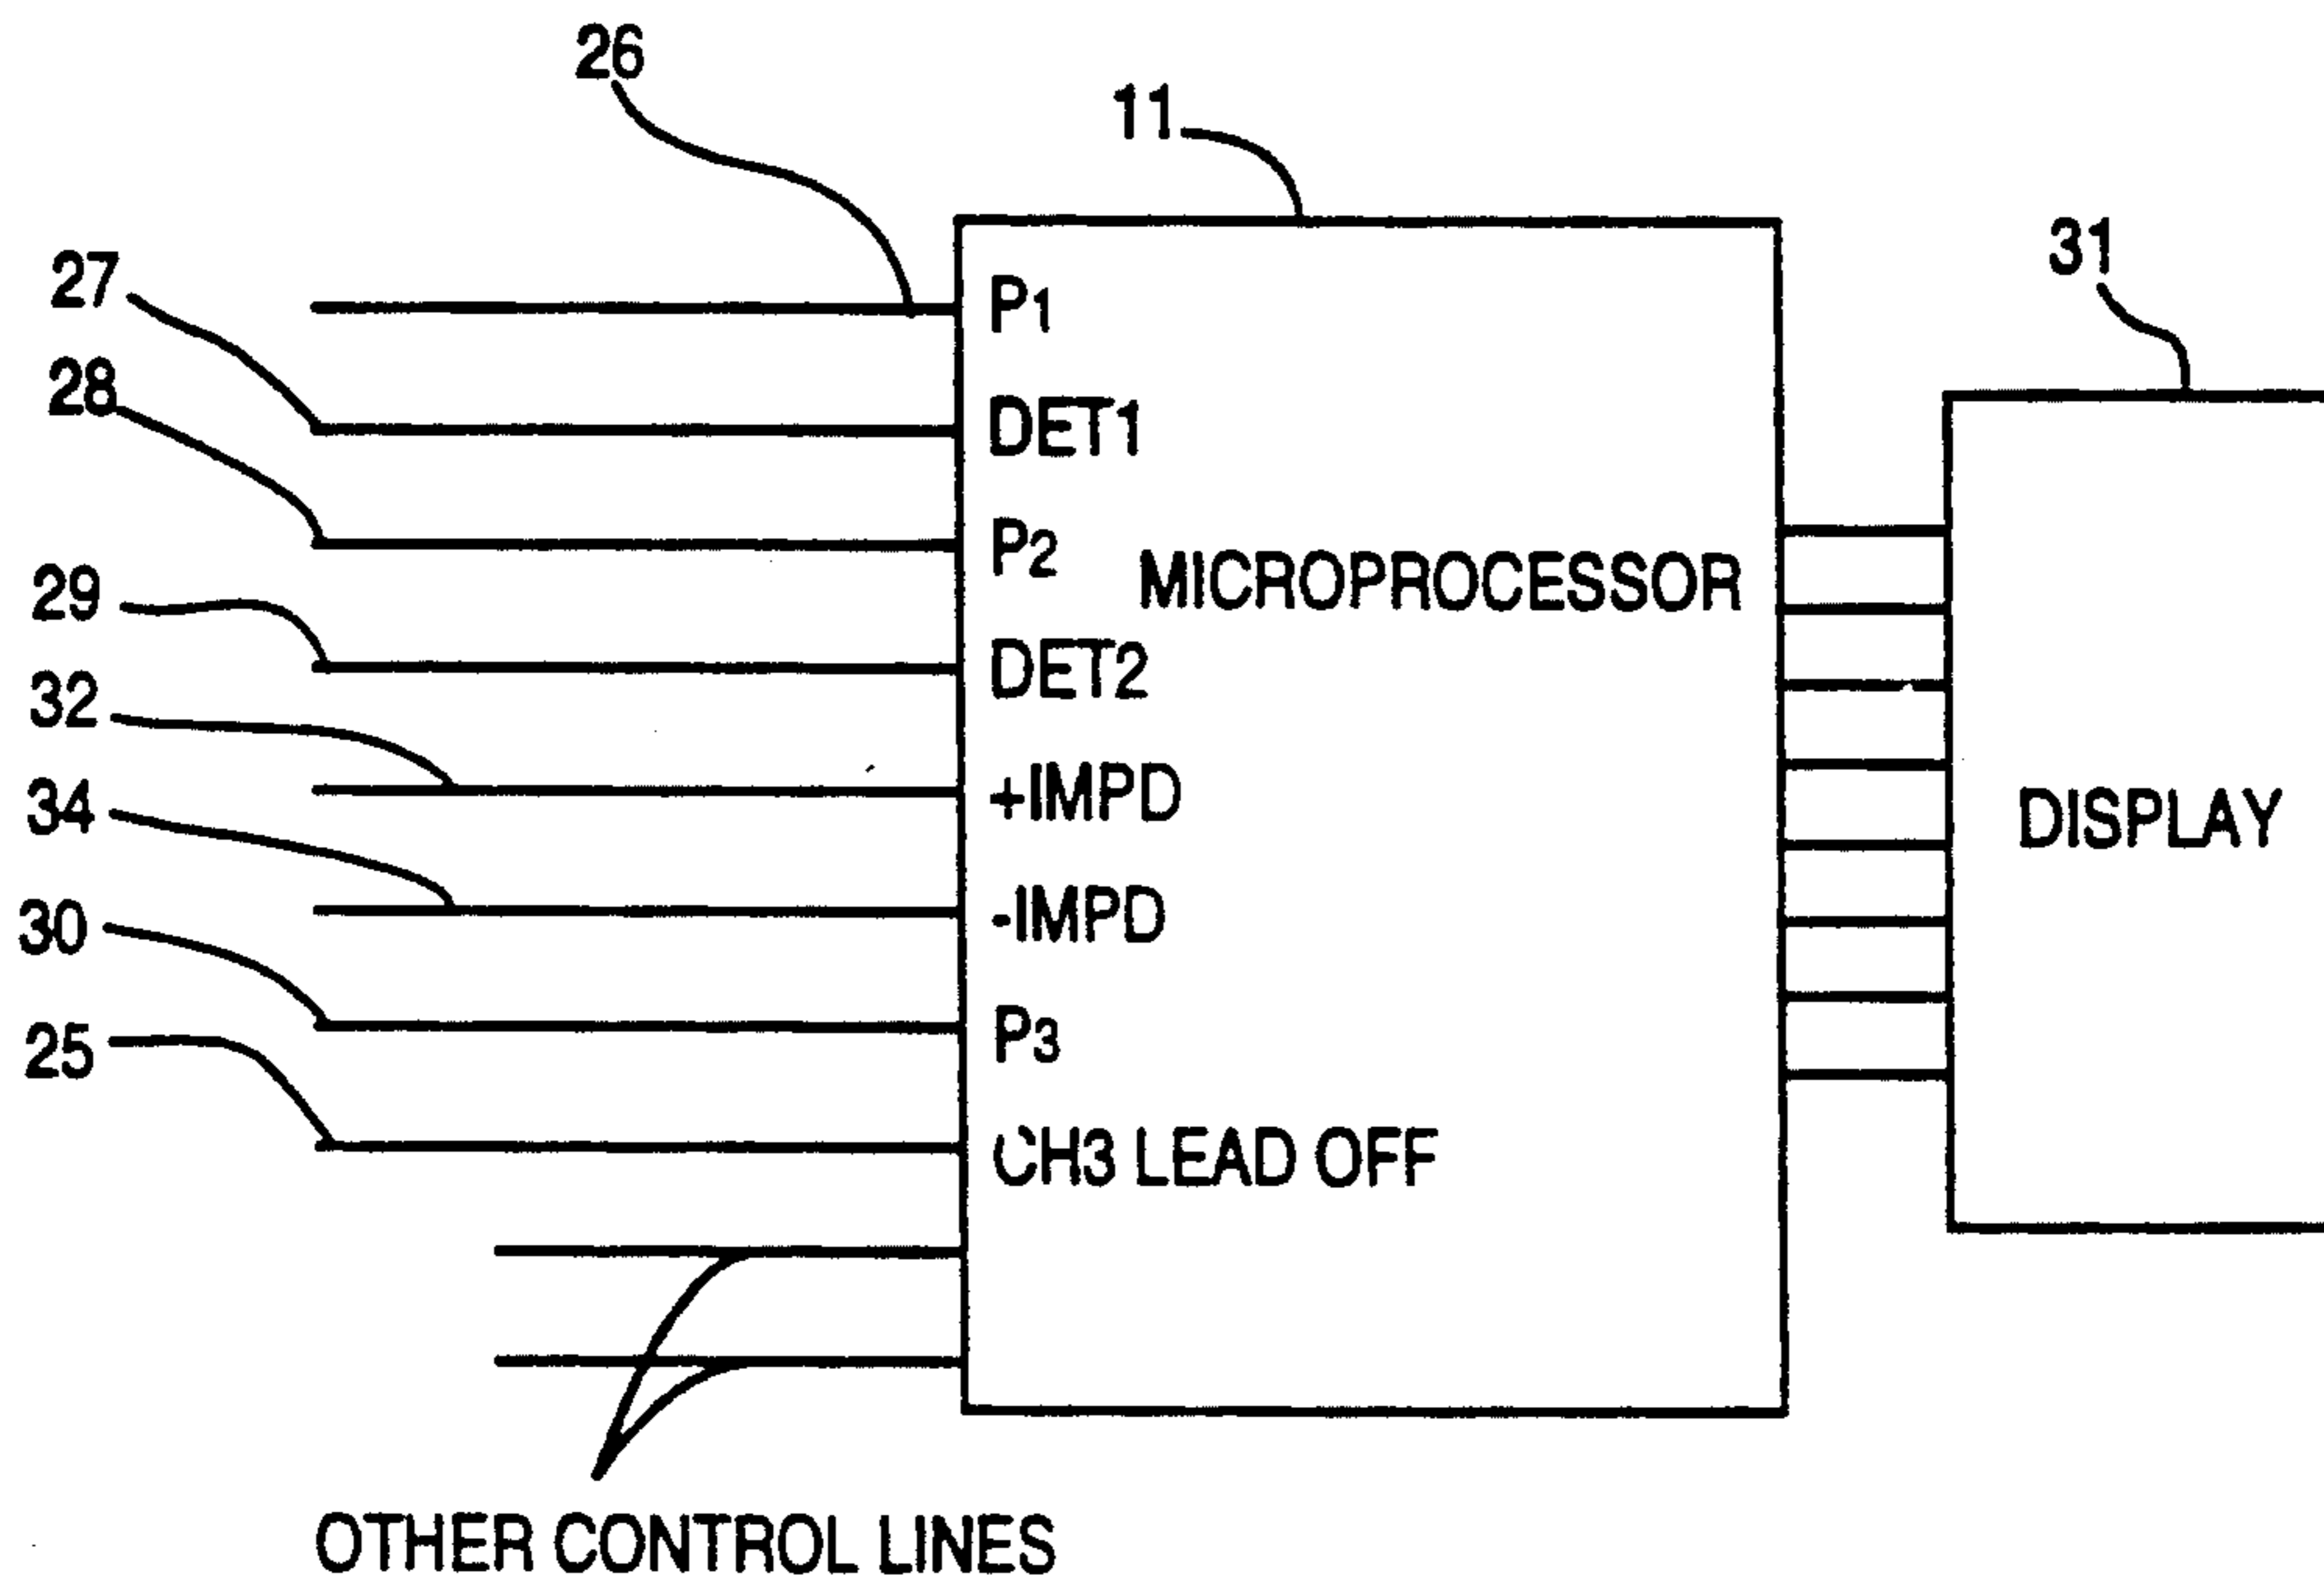 26
11
31
27
28
29
32
34
30
25
P1
DET1
P2
DET2
+IMPD
-IMPD
P3
CH3 LEAD OFF
MICROPROCESSOR
DISPLAY
OTHER CONTROL LINES